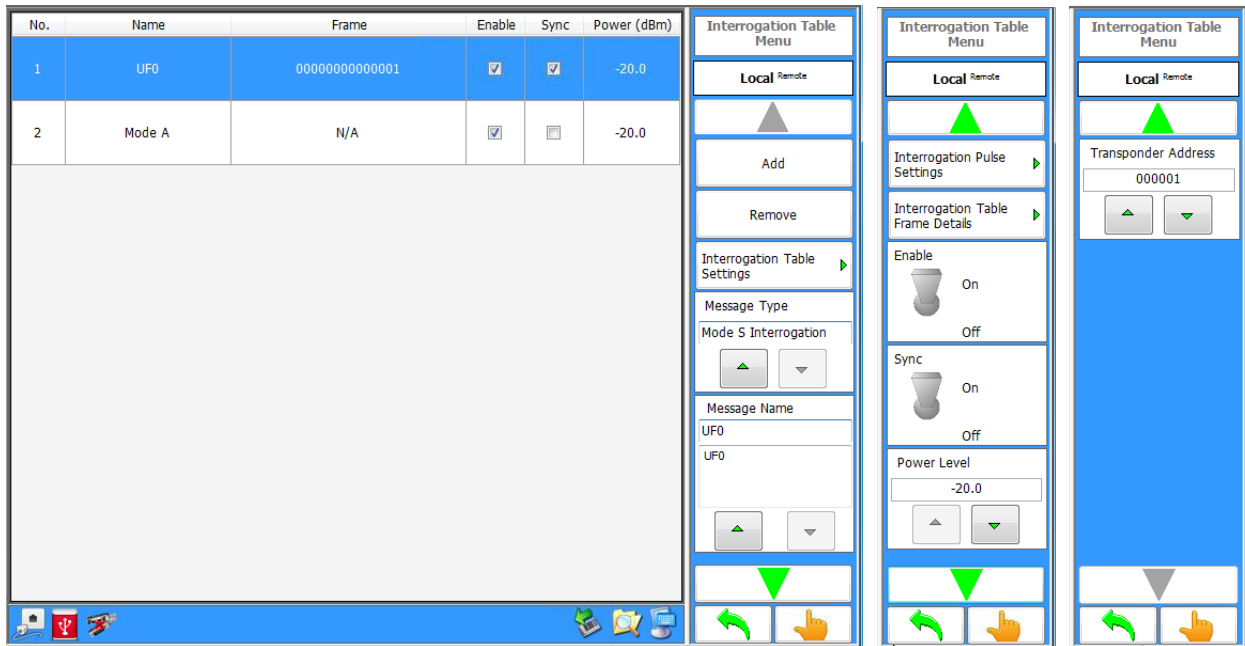 No. Name Frame Enable Sync Power (dBm)
1 UF0 00000000000001 -20.0
2 Mode A N/A -20.0
Interrogation Table
Menu
Local Remote
Add
Remove
Interrogation Table
Settings
Message Type
Mode S Interrogation
Message Name
UF0
UF0
Interrogation Table
Menu
Local Remote
Interrogation Pulse
Settings
Interrogation Table
Frame Details
Enable
On
Off
Sync
On
Off
Power Level
-20.0
Interrogation Table
Menu
Local Remote
Transponder Address
000001